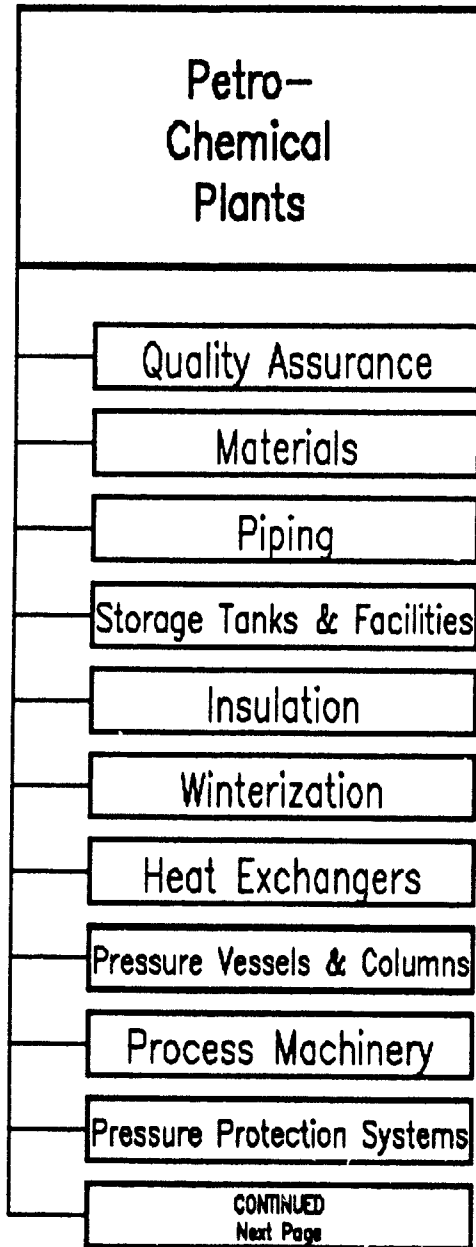 Petro-
Chemical
Plants
Quality Assurance
Materials
Piping
Storage Tanks & Facilities
Insulation
Winterization
Heat Exchangers
Pressure Vessels & Columns
Process Machinery
Pressure Protection Systems
CONTINUED
Next Page